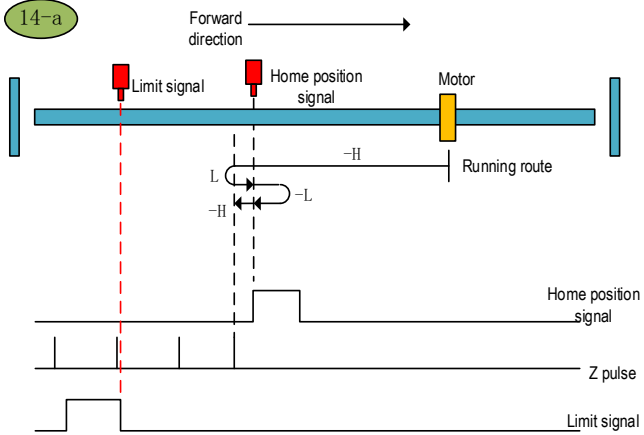 14-a
Forward
direction
Limit signal
Home position
signal
Motor
-H
Running route
L
-L
-H
Home position
signal
Z pulse
Limit signal